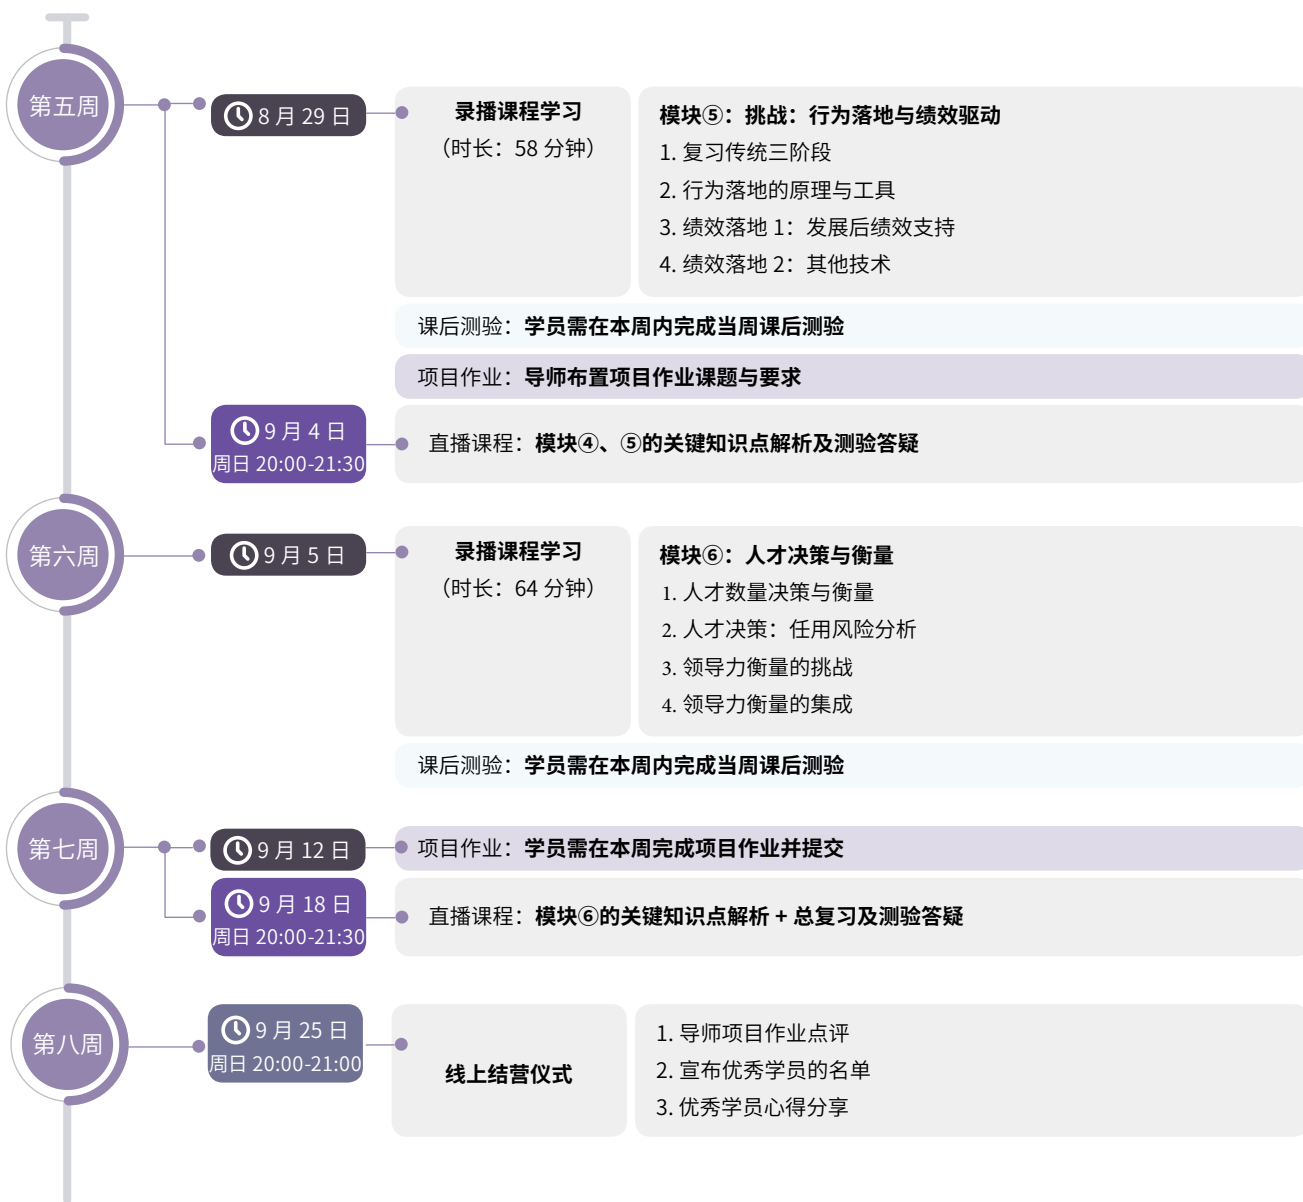 第五周
8 月 29 日
录播课程学习
（时长：58 分钟）
模块⑤：挑战：行为落地与绩效驱动
1. 复习传统三阶段
2. 行为落地的原理与工具
3. 绩效落地 1：发展后绩效支持
4. 绩效落地 2：其他技术
课后测验：学员需在本周内完成当周课后测验
项目作业：导师布置项目作业课题与要求
9 月 4 日
周日 20:00-21:30
直播课程：模块④、⑤的关键知识点解析及测验答疑
第六周
9 月 5 日
录播课程学习
（时长：64 分钟）
模块⑥：人才决策与衡量
1. 人才数量决策与衡量
2. 人才决策：任用风险分析
3. 领导力衡量的挑战
4. 领导力衡量的集成
课后测验：学员需在本周内完成当周课后测验
第七周
9 月 12 日
项目作业：学员需在本周完成项目作业并提交
9 月 18 日
周日 20:00-21:30
直播课程：模块⑥的关键知识点解析 + 总复习及测验答疑
第八周
9 月 25 日
周日 20:00-21:00
线上结营仪式
1. 导师项目作业点评
2. 宣布优秀学员的名单
3. 优秀学员心得分享